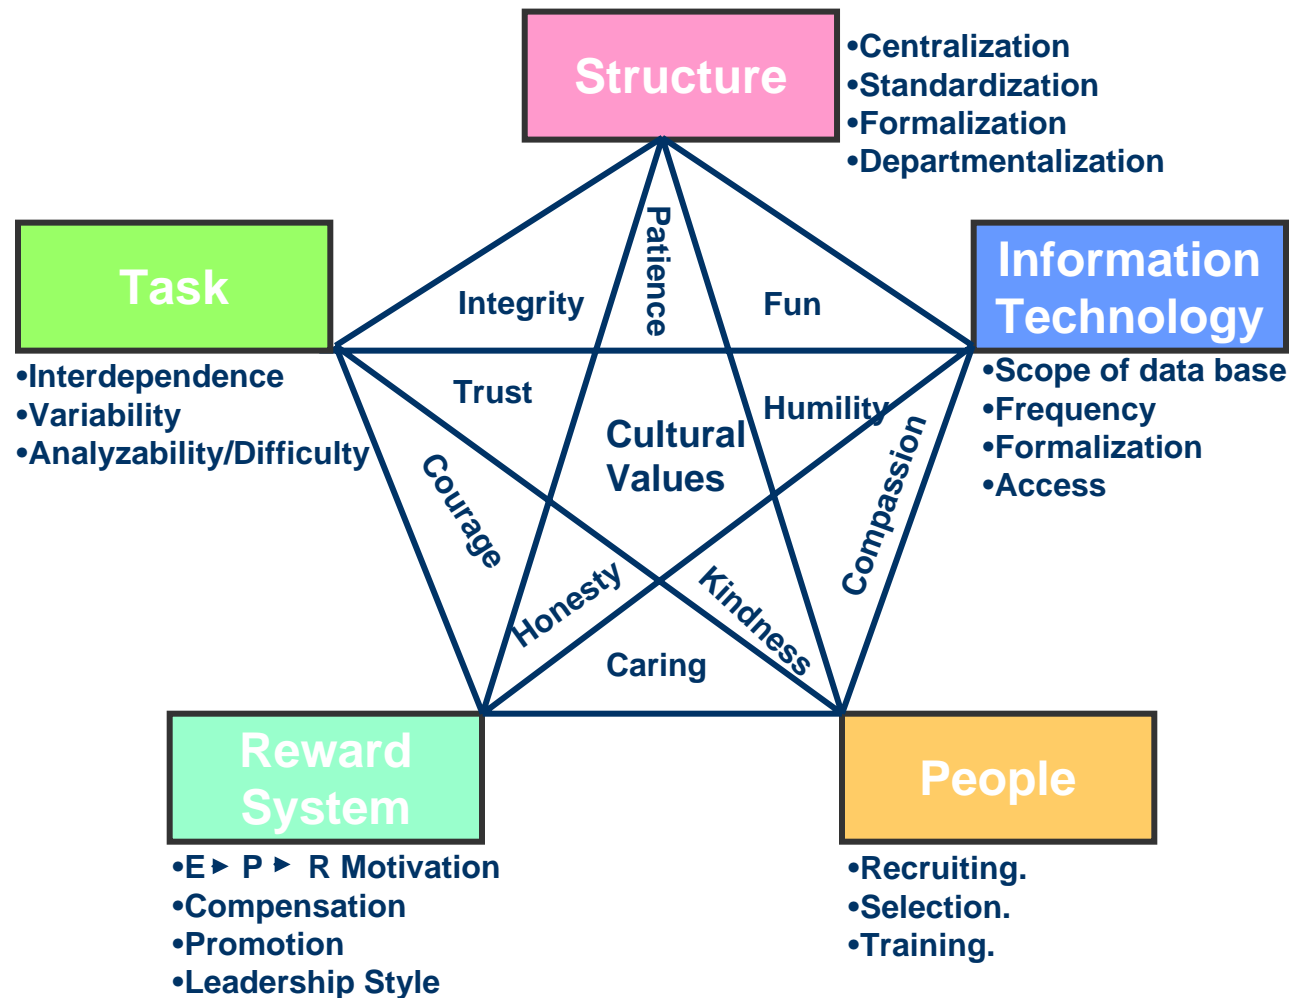 Structure
•Centralization
•Standardization
•Formalization
•Departmentalization
Task
•Interdependence
•Variability
•Analyzability/Difficulty
Information
Technology
•Scope of data base
•Frequency
•Formalization
•Access
Integrity
Patience
Fun
Trust
Humility
Cultural
Values
Courage
Compassion
Honesty
Kindness
Caring
Reward
System
•E ► P ► R Motivation
•Compensation
•Promotion
•Leadership Style
People
•Recruiting.
•Selection.
•Training.